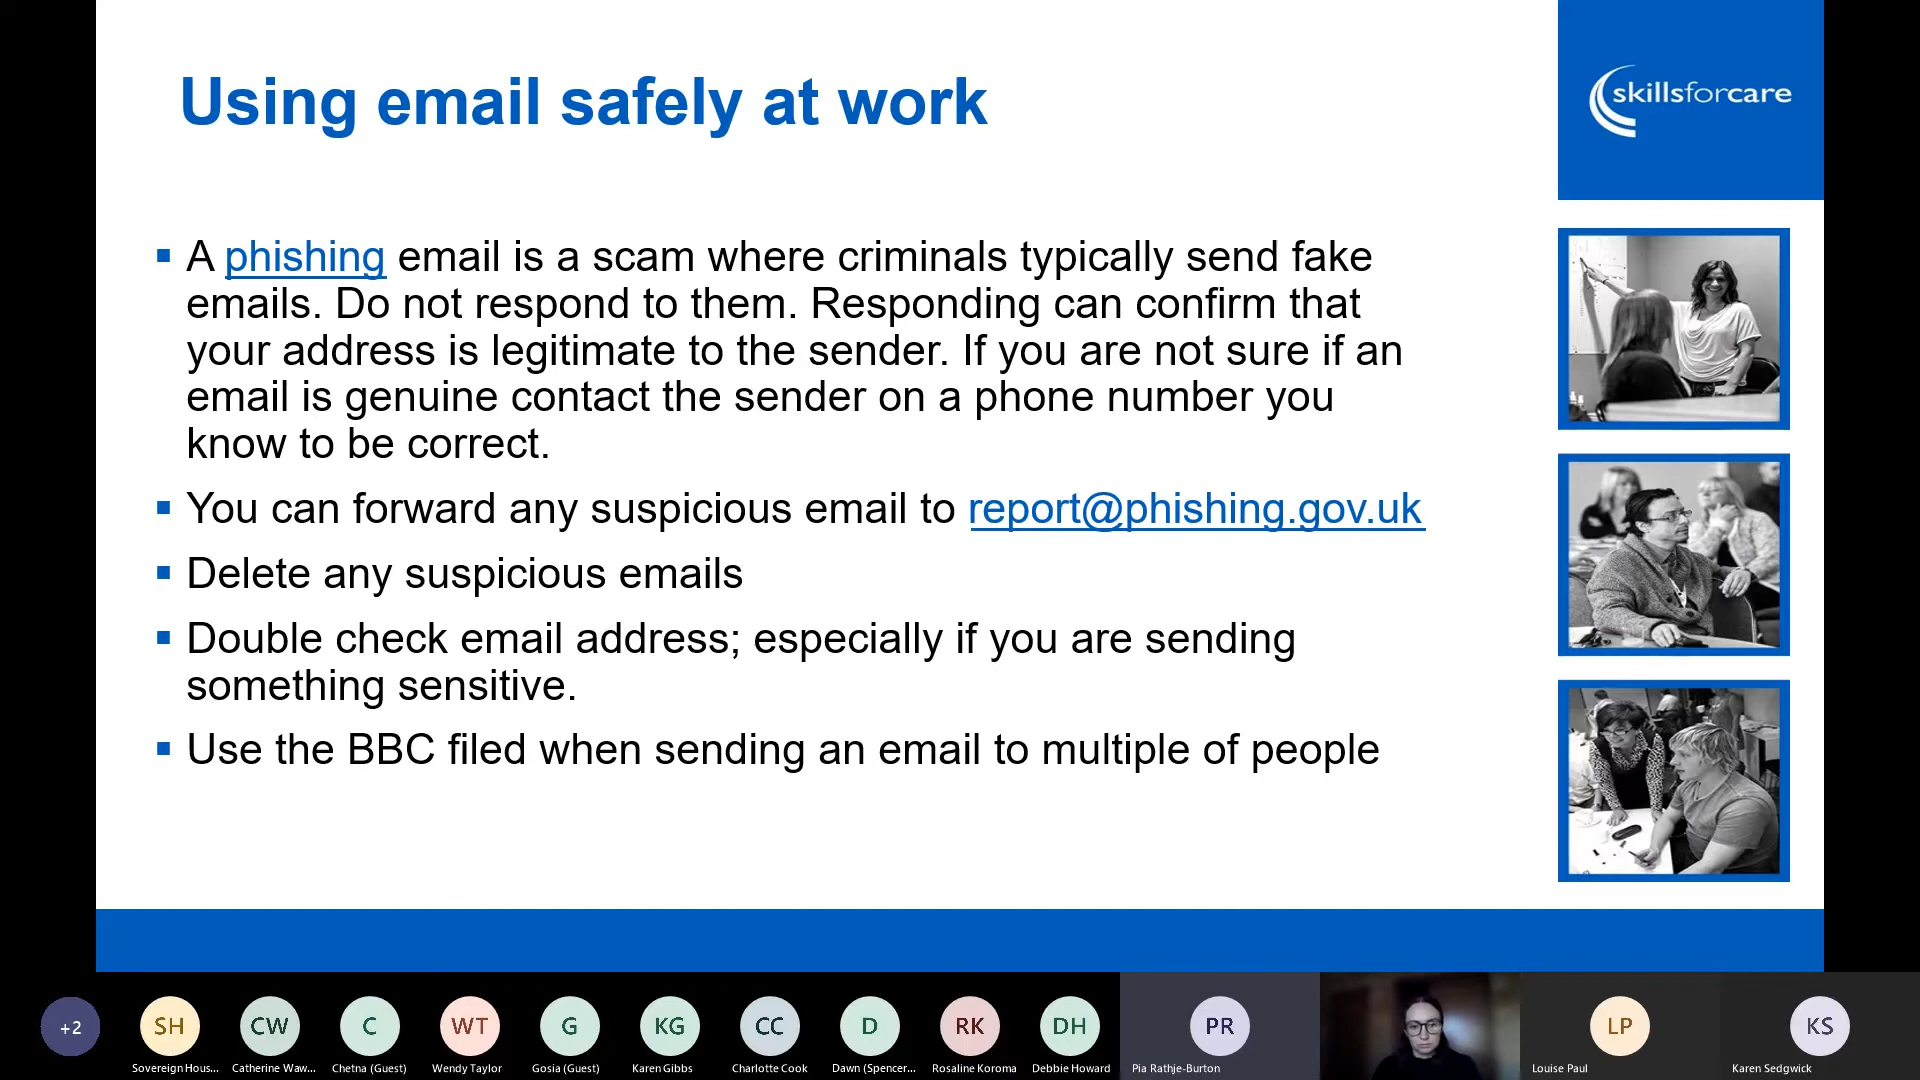 Using email safely at work
skillsforcare
▪ A phishing email is a scam where criminals typically send fake
emails. Do not respond to them. Responding can confirm that
your address is legitimate to the sender. If you are not sure if an
email is genuine contact the sender on a phone number you
know to be correct.
▪ You can forward any suspicious email to report@phishing.gov.uk
▪ Delete any suspicious emails
▪ Double check email address; especially if you are sending
something sensitive.
▪ Use the BBC filed when sending an email to multiple of people
+2
SH
CW
C
WT
G
KG
CC
D
RK
DH
PR
LP
KS
Sovereign Hous...
Catherine Waw...
Chetna (Guest)
Wendy Taylor
Gosia (Guest)
Karen Gibbs
Charlotte Cook
Dawn (Spencer...
Rosaline Koroma
Debbie Howard
Pia Rathje-Burton
Louise Paul
Karen Sedgwick